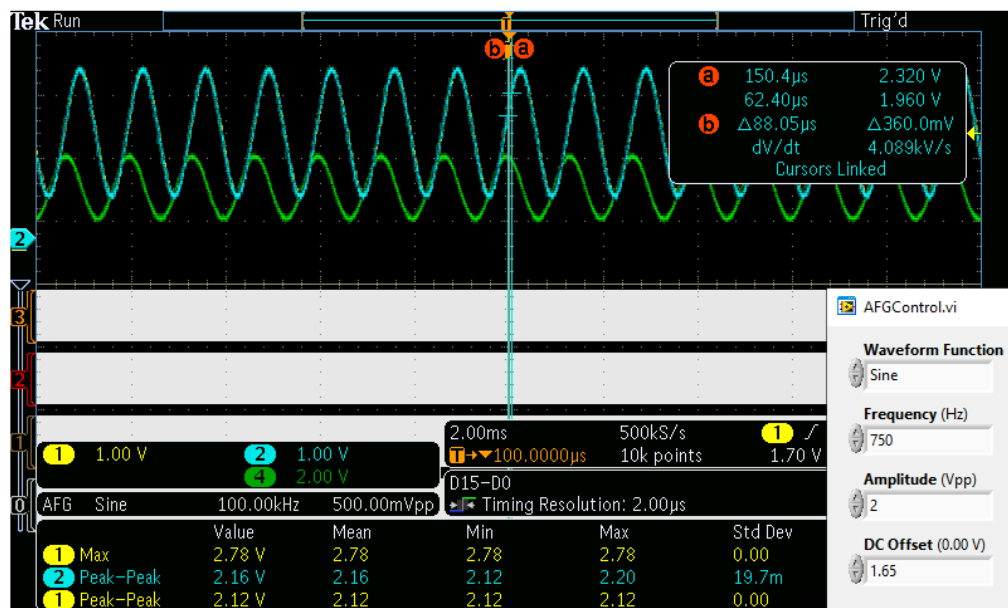 Tek Run Trig'd
T
b a
a 150.4µs 2.320 V
62.40µs 1.960 V
b Δ88.05µs Δ360.0mV
dV/dt 4.089kV/s
Cursors Linked
2
3
2
1
0
1 1.00 V 2 1.00 V
4 2.00 V
2.00ms 500kS/s 1
T→▼100.0000µs 10k points 1.70 V
AFG Sine 100.00kHz 500.00mVpp
D15-D0
Timing Resolution: 2.00µs
Value Mean Min Max Std Dev
1 Max 2.78 V 2.78 2.78 2.78 0.00
2 Peak-Peak 2.16 V 2.16 2.12 2.20 19.7m
1 Peak-Peak 2.12 V 2.12 2.12 2.12 0.00
AFGControl.vi
Waveform Function
Sine
Frequency (Hz)
750
Amplitude (Vpp)
2
DC Offset (0.00 V)
1.65